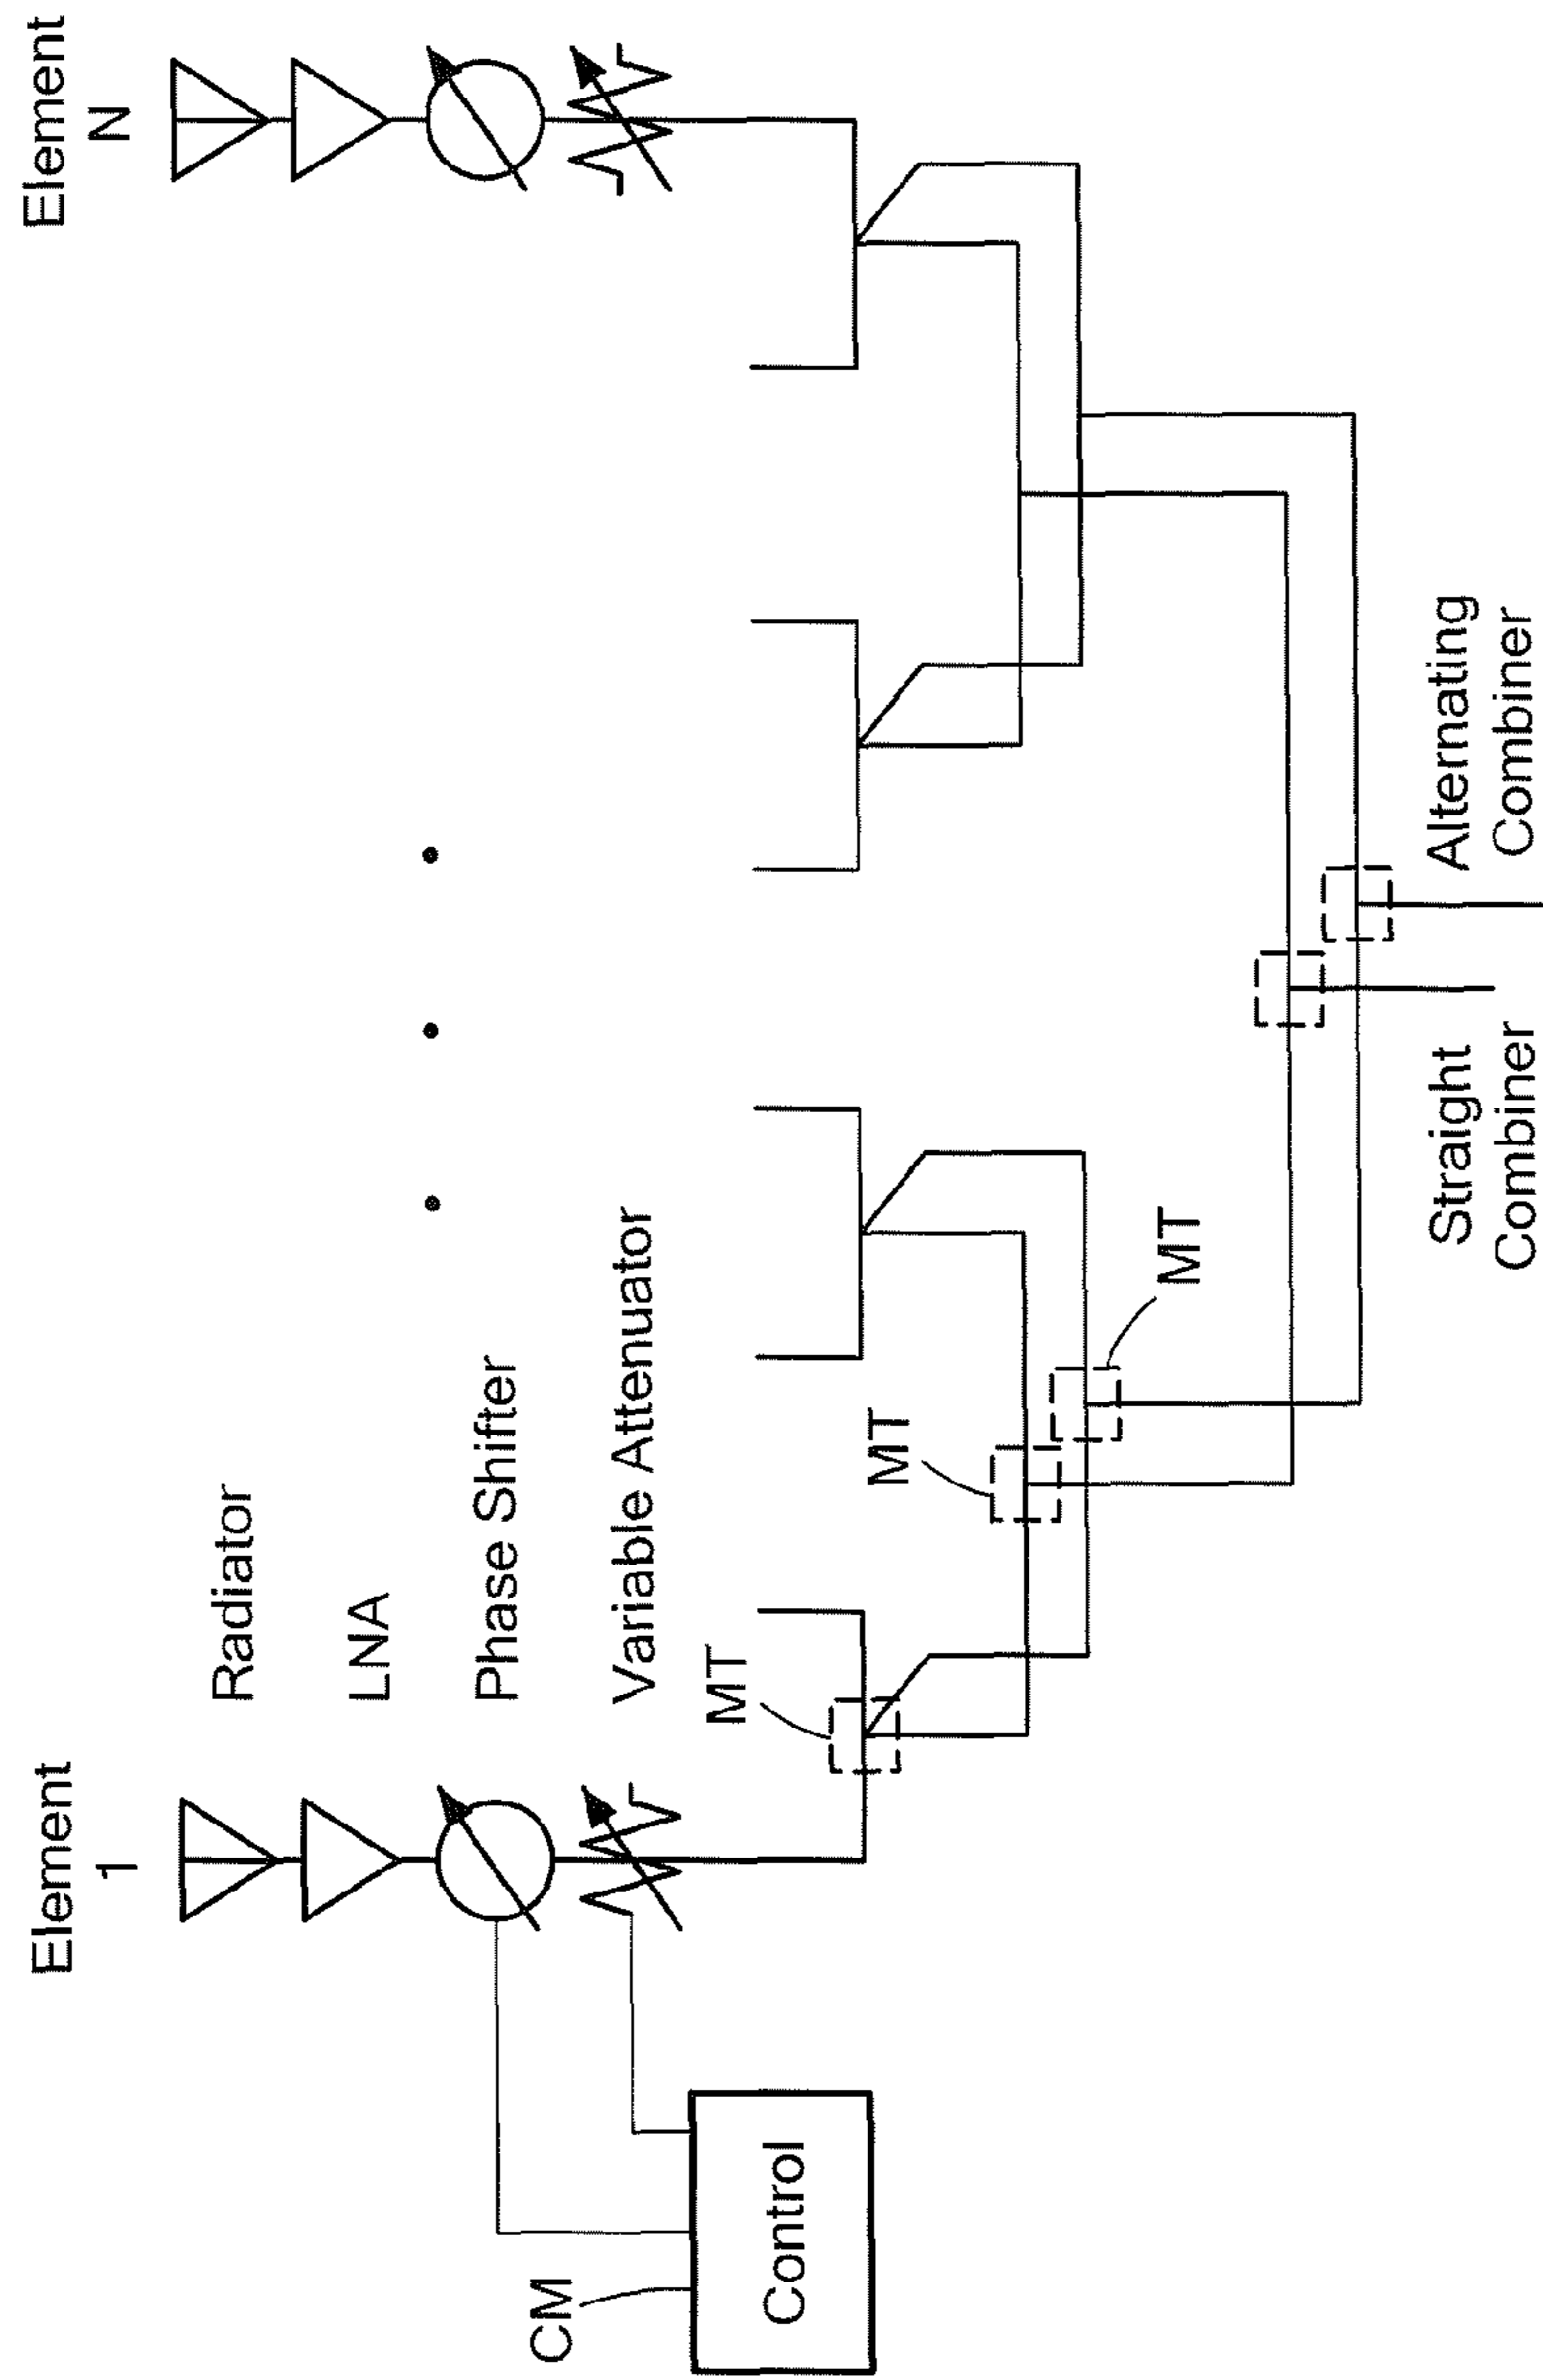 Element
1
Element
N
Radiator
LNA
Phase Shifter
Variable Attenuator
CM
Control
MT
MT
MT
Straight
Combiner
Alternating
Combiner